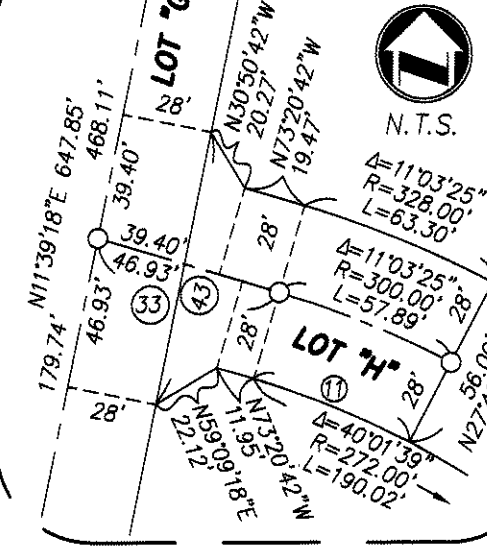 LOT "G
28'
N30°50'42"W
20.27'
N73°20'42"W
19.47'
N.T.S.
Δ=11°03'25"
R=328.00'
L=63.30'
N11°39'18"E 647.85'
468.11'
39.40'
39.40'
46.93'
28'
Δ=11°03'25"
R=300.00'
L=57.89'
28'
56.00'
33
43
46.93'
179.74'
28'
LOT "H"
11
28'
28'
N59°09'18"E
22.12'
N73°20'42"W
11.95'
Δ=40°01'39"
R=272.00'
L=190.02'